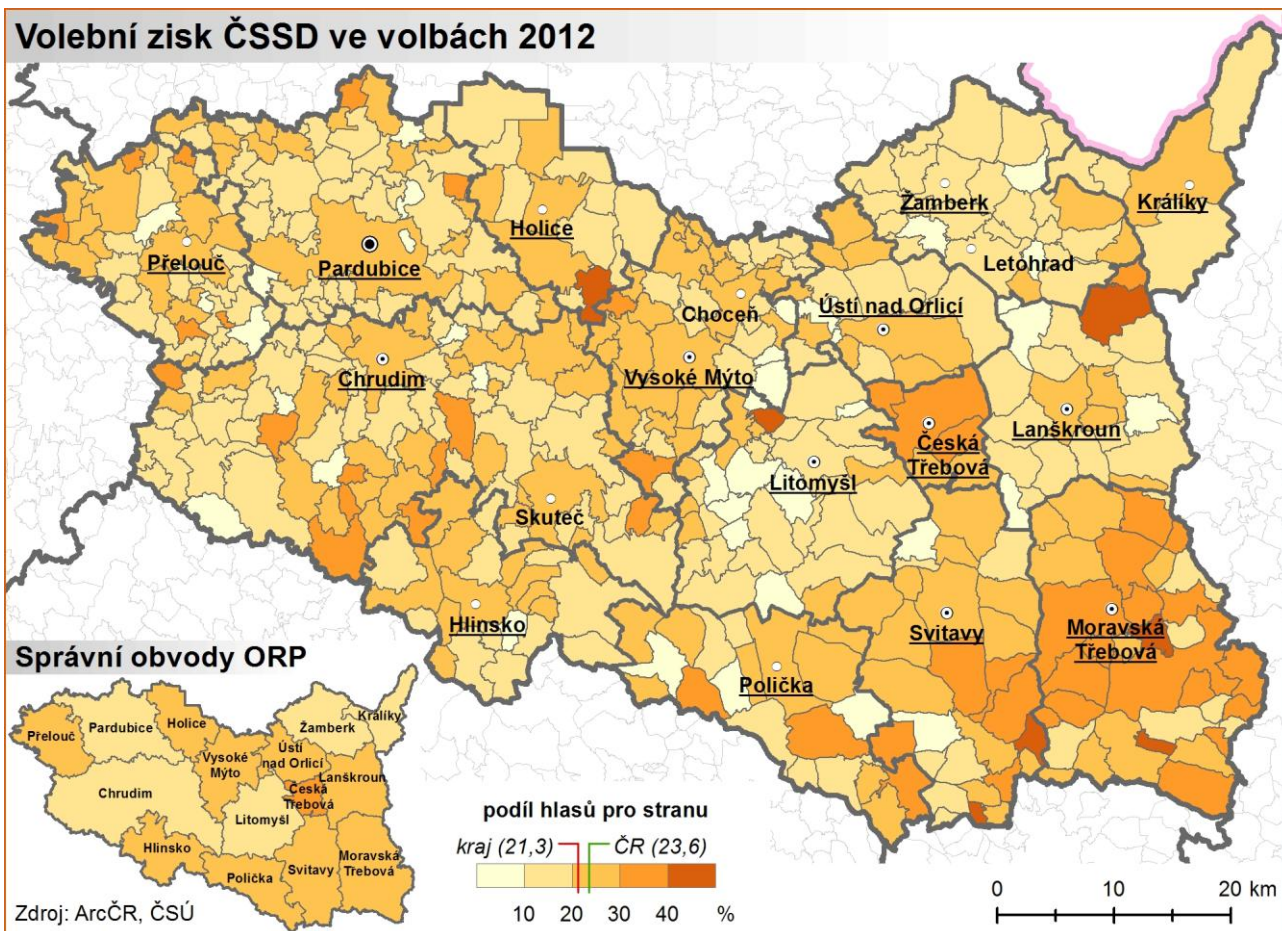 Volební zisk ČSSD ve volbách 2012
Žamberk
Králíky
Holice
Přelouč
Pardubice
Letohrad
Choceň
Ústí nad Orlicí
Chrudim
Vysoké Mýto
Lanškroun
Česká
Třebová
Litomyšl
Skuteč
Hlinsko
Svitavy
Moravská
Třebová
Polička
Správní obvody ORP
Pardubice
Holice
Žamberk
Králíky
Přelouč
Vysoké
Mýto
Ústí
nad Orlicí
Lanškroun
Chrudim
Česká
Třebová
Litomyšl
Hlinsko
Polička
Svitavy
Moravská
Třebová
Zdroj: ArcČR, ČSÚ
podíl hlasů pro stranu
kraj (21,3) ČR (23,6)
10 20 30 40 %
0 10 20 km